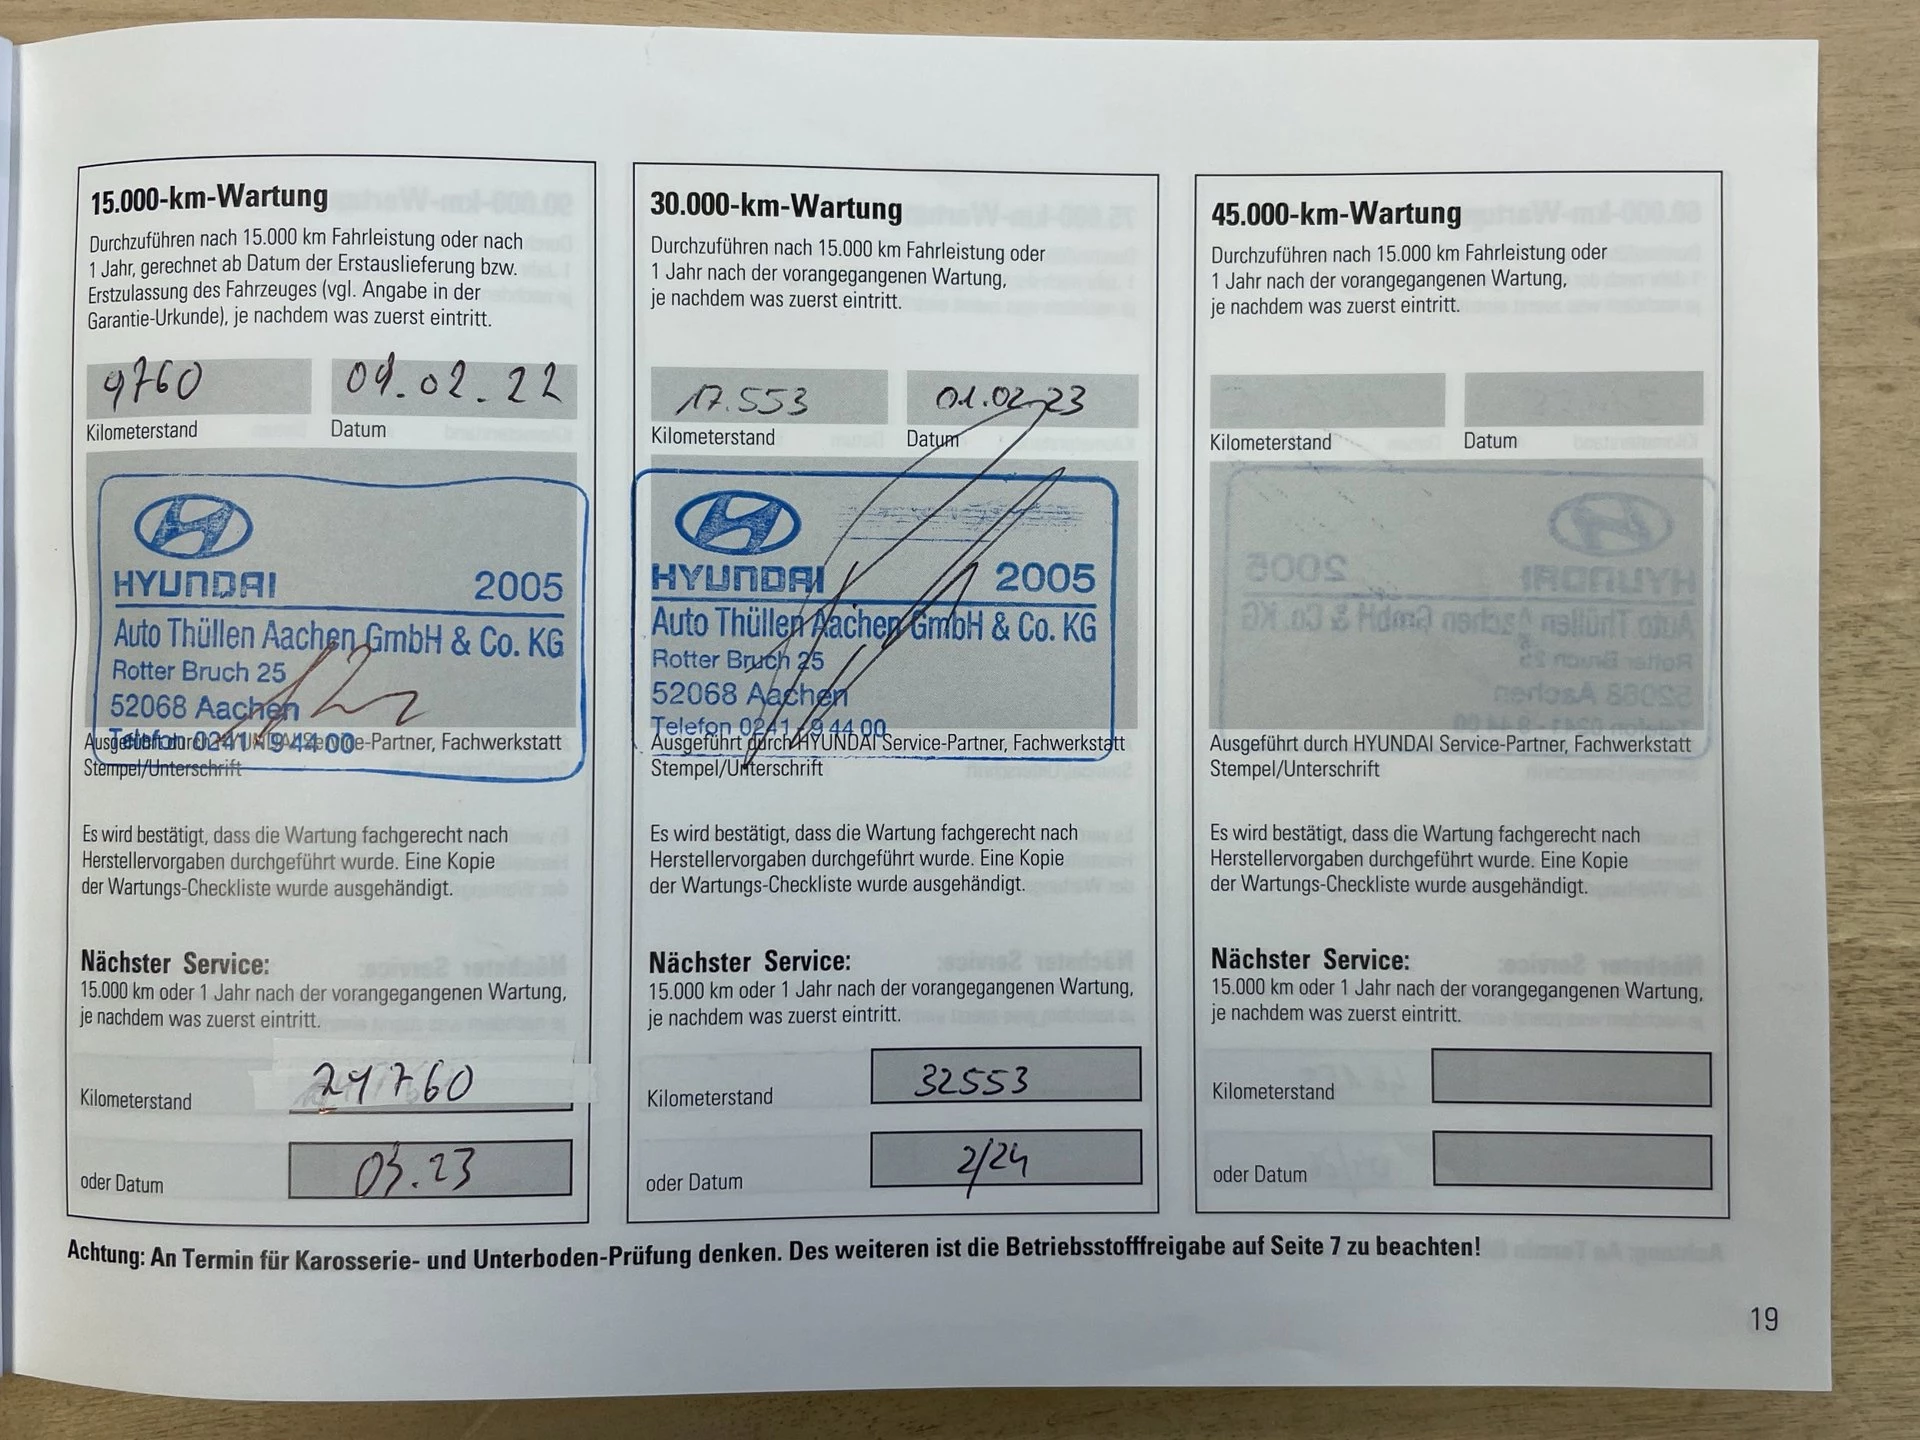 15.000-km-Wartung
Durchzuführen nach 15.000 km Fahrleistung oder nach
1 Jahr, gerechnet ab Datum der Erstauslieferung bzw.
Erstzulassung des Fahrzeuges (vgl. Angabe in der
Garantie-Urkunde), je nachdem was zuerst eintritt.
9760 09.02.22
Kilometerstand Datum
HYUNDAI 2005
Auto Thüllen Aachen GmbH & Co. KG
Rotter Bruch 25
52068 Aachen
Telefon 0241 - 9 44 00
Ausgeführt durch HYUNDAI Service-Partner, Fachwerkstatt
Stempel/Unterschrift
Es wird bestätigt, dass die Wartung fachgerecht nach
Herstellervorgaben durchgeführt wurde. Eine Kopie
der Wartungs-Checkliste wurde ausgehändigt.
Nächster Service:
15.000 km oder 1 Jahr nach der vorangegangenen Wartung,
je nachdem was zuerst eintritt.
Kilometerstand 24760
oder Datum 03.23
30.000-km-Wartung
Durchzuführen nach 15.000 km Fahrleistung oder
1 Jahr nach der vorangegangenen Wartung,
je nachdem was zuerst eintritt.
17.553 01.02.23
Kilometerstand Datum
HYUNDAI 2005
Auto Thüllen Aachen GmbH & Co. KG
Rotter Bruch 25
52068 Aachen
Telefon 0241 - 9 44 00
Ausgeführt durch HYUNDAI Service-Partner, Fachwerkstatt
Stempel/Unterschrift
Es wird bestätigt, dass die Wartung fachgerecht nach
Herstellervorgaben durchgeführt wurde. Eine Kopie
der Wartungs-Checkliste wurde ausgehändigt.
Nächster Service:
15.000 km oder 1 Jahr nach der vorangegangenen Wartung,
je nachdem was zuerst eintritt.
Kilometerstand 32553
oder Datum 2/24
45.000-km-Wartung
Durchzuführen nach 15.000 km Fahrleistung oder
1 Jahr nach der vorangegangenen Wartung,
je nachdem was zuerst eintritt.
Kilometerstand Datum
Ausgeführt durch HYUNDAI Service-Partner, Fachwerkstatt
Stempel/Unterschrift
Es wird bestätigt, dass die Wartung fachgerecht nach
Herstellervorgaben durchgeführt wurde. Eine Kopie
der Wartungs-Checkliste wurde ausgehändigt.
Nächster Service:
15.000 km oder 1 Jahr nach der vorangegangenen Wartung,
je nachdem was zuerst eintritt.
Kilometerstand
oder Datum
Achtung: An Termin für Karosserie- und Unterboden-Prüfung denken. Des weiteren ist die Betriebsstofffreigabe auf Seite 7 zu beachten!
19